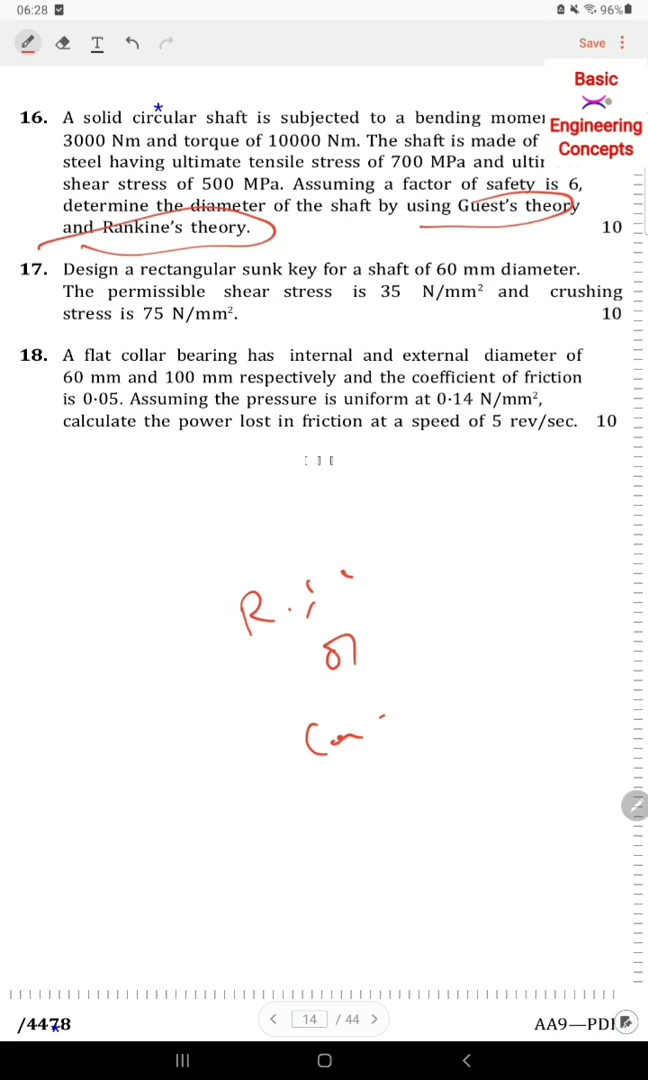 06:28
96%
T
Save
Basic
Engineering
Concepts
16. A solid circular shaft is subjected to a bending
3000 Nm and torque of 10000 Nm. The shaft is made of
steel having ultimate tensile stress of 700 MPa and
shear stress of 500 MPa. Assuming a factor of safety is 6,
determine the diameter of the shaft by using Guest's theory
and Rankine's theory. 10
17. Design a rectangular sunk key for a shaft of 60 mm diameter.
The permissible shear stress is 35 N/mm² and crushing
stress is 75 N/mm². 10
18. A flat collar bearing has internal and external diameter of
60 mm and 100 mm respectively and the coefficient of friction
is 0·05. Assuming the pressure is uniform at 0·14 N/mm²,
calculate the power lost in friction at a speed of 5 rev/sec. 10
/4478
14 / 44
AA9—PDF